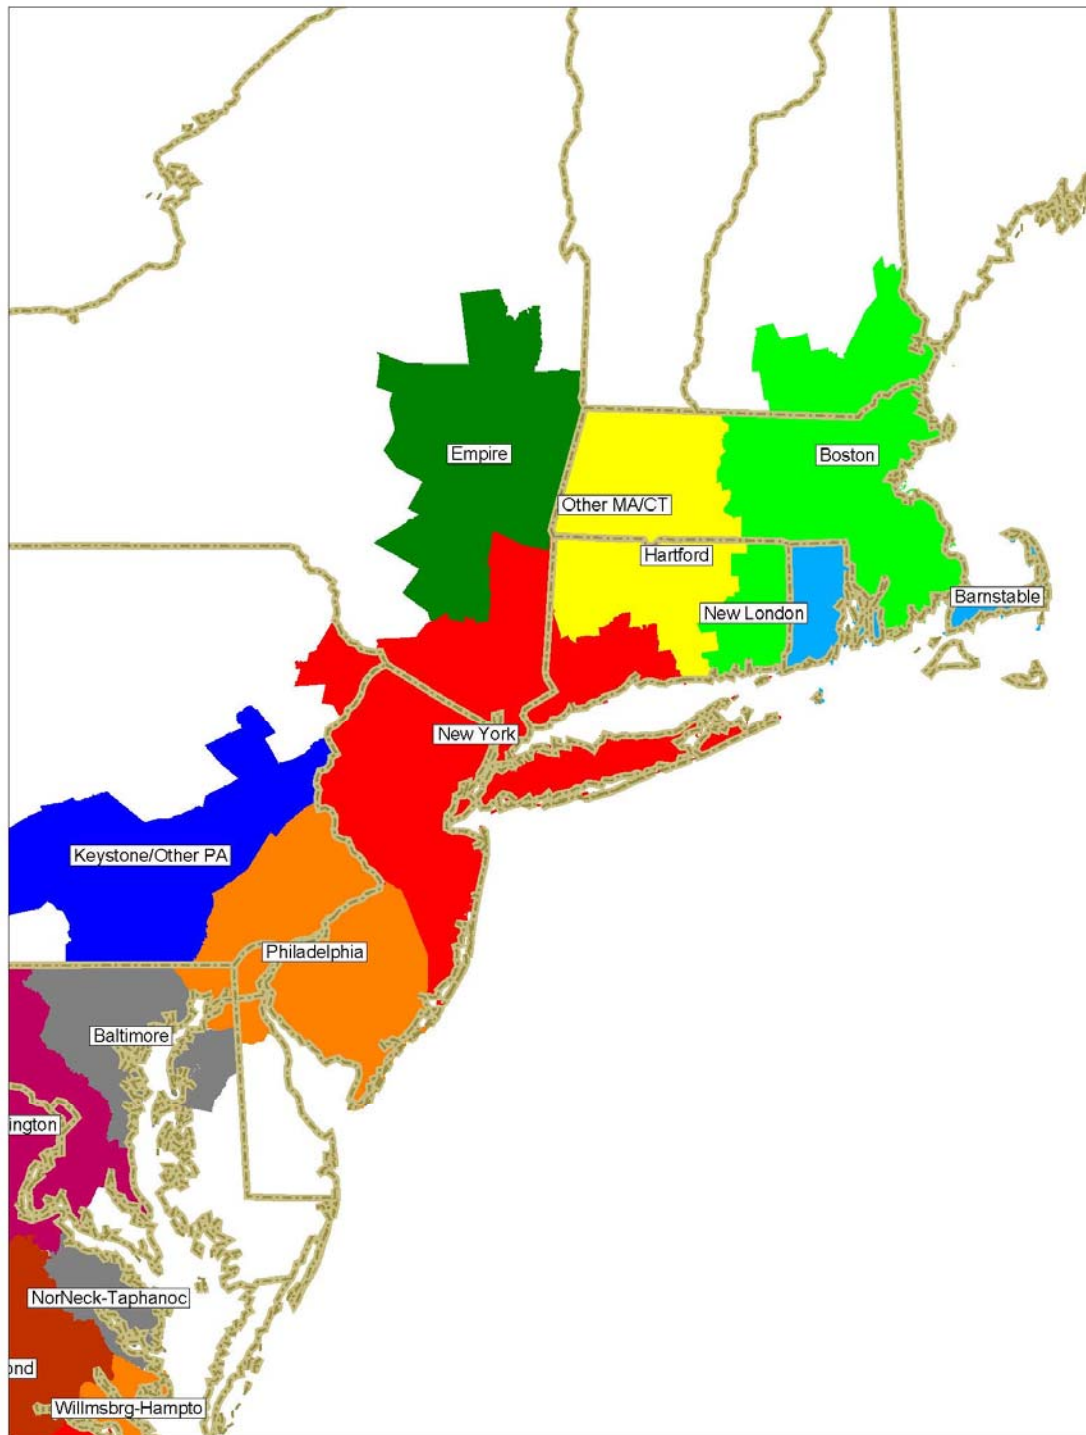 Empire
Boston
Other MA/CT
Hartford
Barnstable
New London
New York
Keystone/Other PA
Philadelphia
Baltimore
ington
NorNeck-Taphanoc
ond
Willmsbrg-Hampto